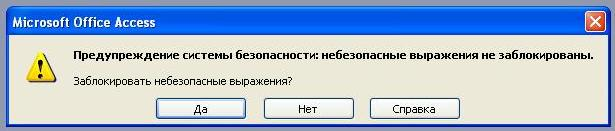 Microsoft Office Access
Предупреждение системы безопасности: небезопасные выражения не заблокированы.
Заблокировать небезопасные выражения?
Да Нет Справка